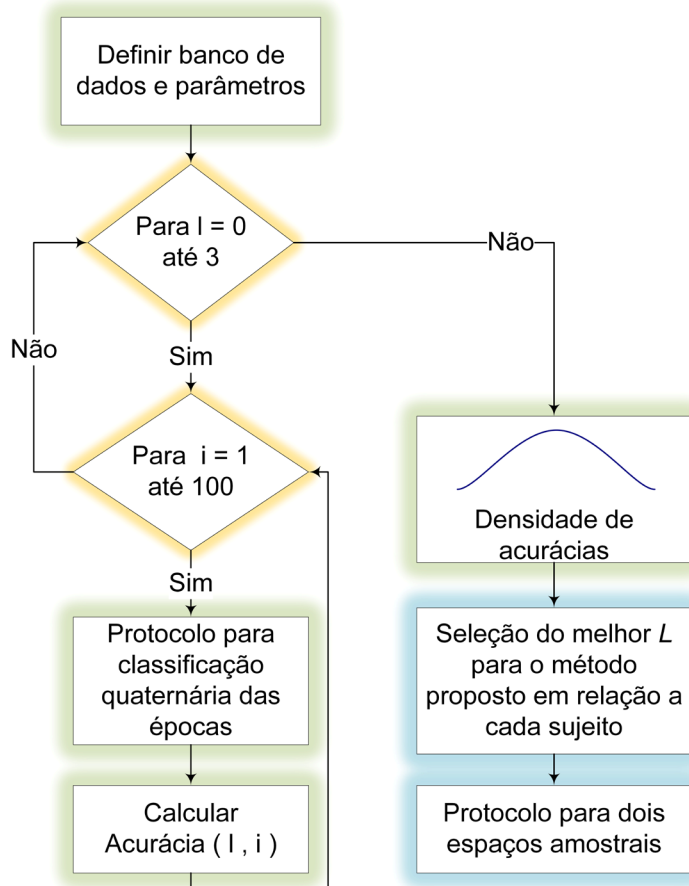 Definir banco de
dados e parâmetros
Para l = 0
até 3
Não
Não
Sim
Para i = 1
até 100
Sim
Densidade de
acurácias
Protocolo para
classificação
quaternária das
épocas
Seleção do melhor L
para o método
proposto em relação a
cada sujeito
Calcular
Acurácia ( l , i )
Protocolo para dois
espaços amostrais